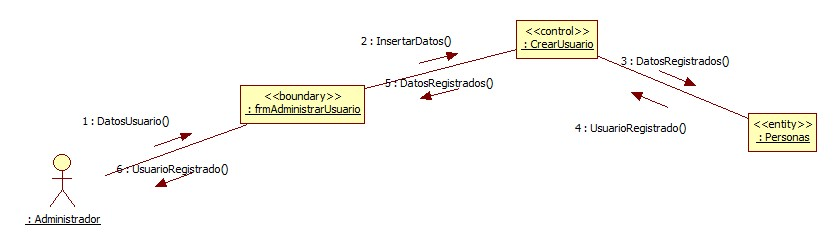 <<control>>
: CrearUsuario
2 : InsertarDatos()
3 : DatosRegistrados()
5 : DatosRegistrados()
<<boundary>>
: frmAdministrarUsuario
1 : DatosUsuario()
4 : UsuarioRegistrado()
<<entity>>
: Personas
6 : UsuarioRegistrado()
: Administrador